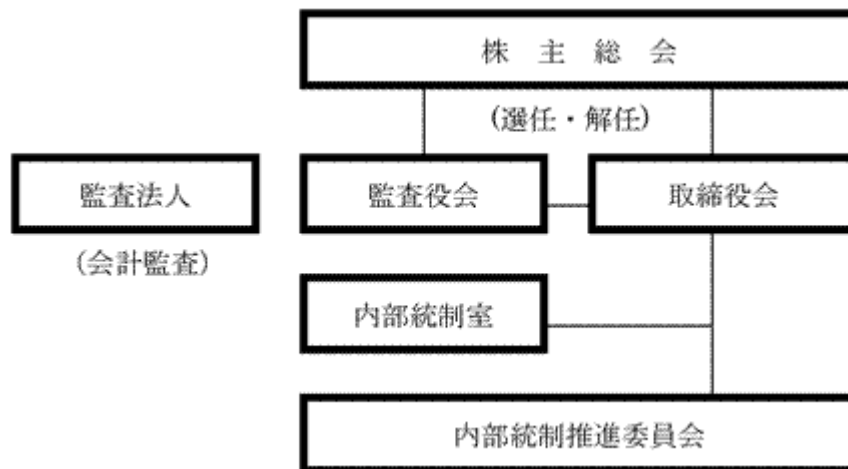 株　主　総　会
(選任・解任)
監査法人
監査役会
取締役会
(会計監査)
内部統制室
内部統制推進委員会